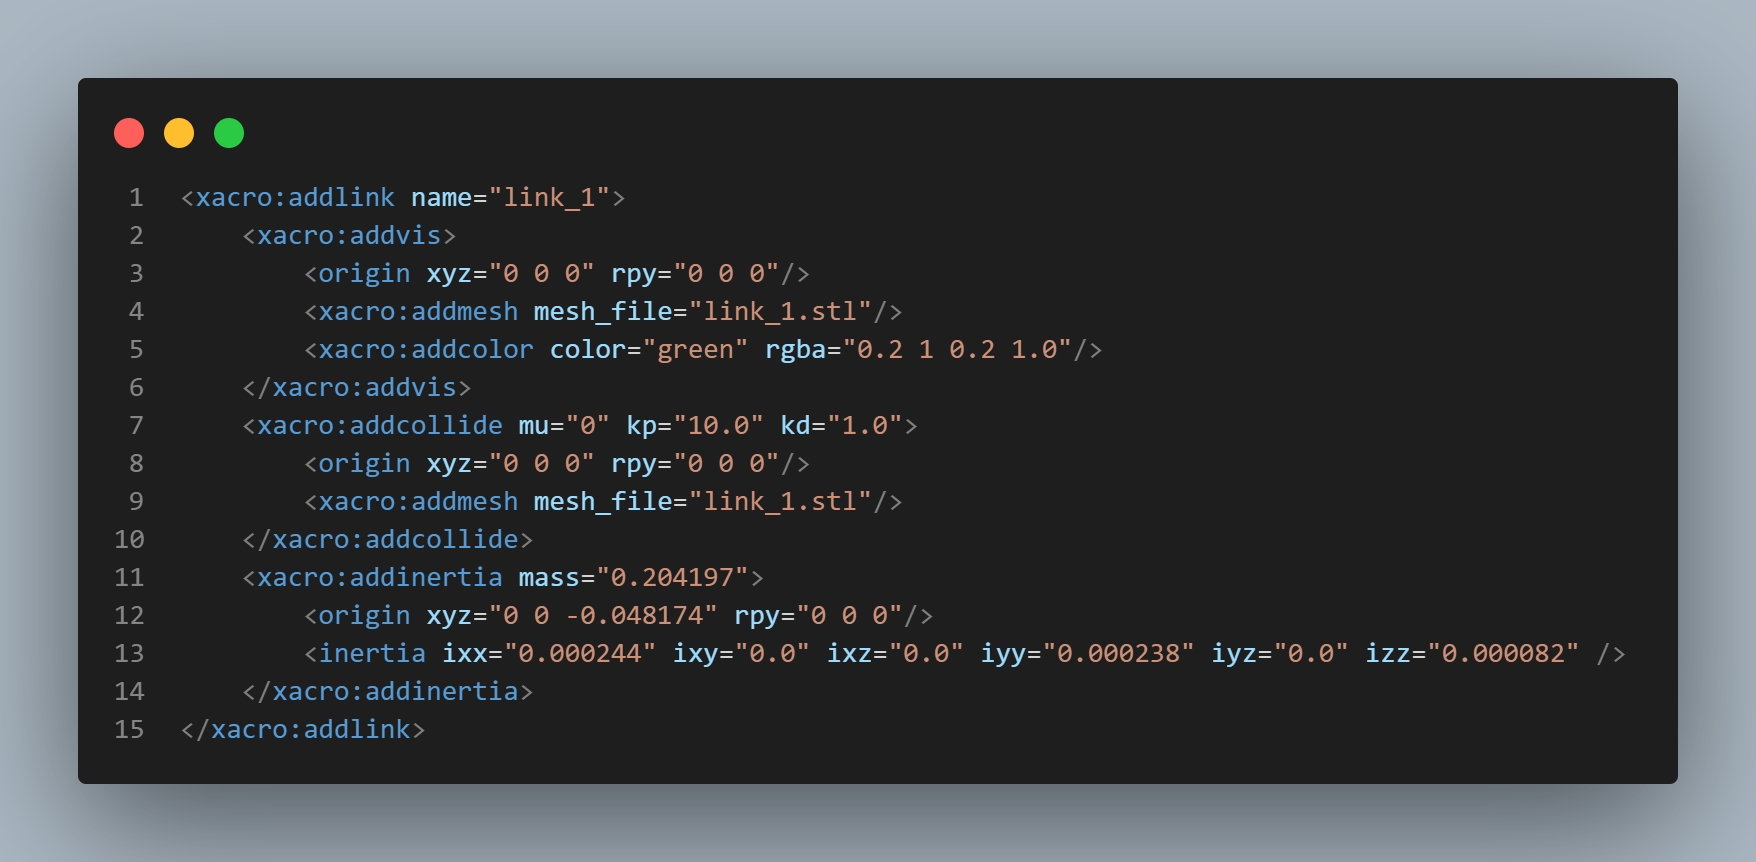 1 <xacro:addlink name="link_1">
2     <xacro:addvis>
3         <origin xyz="0 0 0" rpy="0 0 0"/>
4         <xacro:addmesh mesh_file="link_1.stl"/>
5         <xacro:addcolor color="green" rgba="0.2 1 0.2 1.0"/>
6     </xacro:addvis>
7     <xacro:addcollide mu="0" kp="10.0" kd="1.0">
8         <origin xyz="0 0 0" rpy="0 0 0"/>
9         <xacro:addmesh mesh_file="link_1.stl"/>
10     </xacro:addcollide>
11     <xacro:addinertia mass="0.204197">
12         <origin xyz="0 0 -0.048174" rpy="0 0 0"/>
13         <inertia ixx="0.000244" ixy="0.0" ixz="0.0" iyy="0.000238" iyz="0.0" izz="0.000082" />
14     </xacro:addinertia>
15 </xacro:addlink>